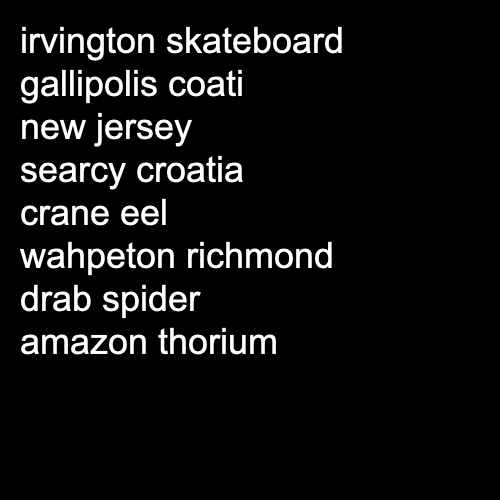 irvington skateboard
gallipolis coati
new jersey
searcy croatia
crane eel
wahpeton richmond
drab spider
amazon thorium